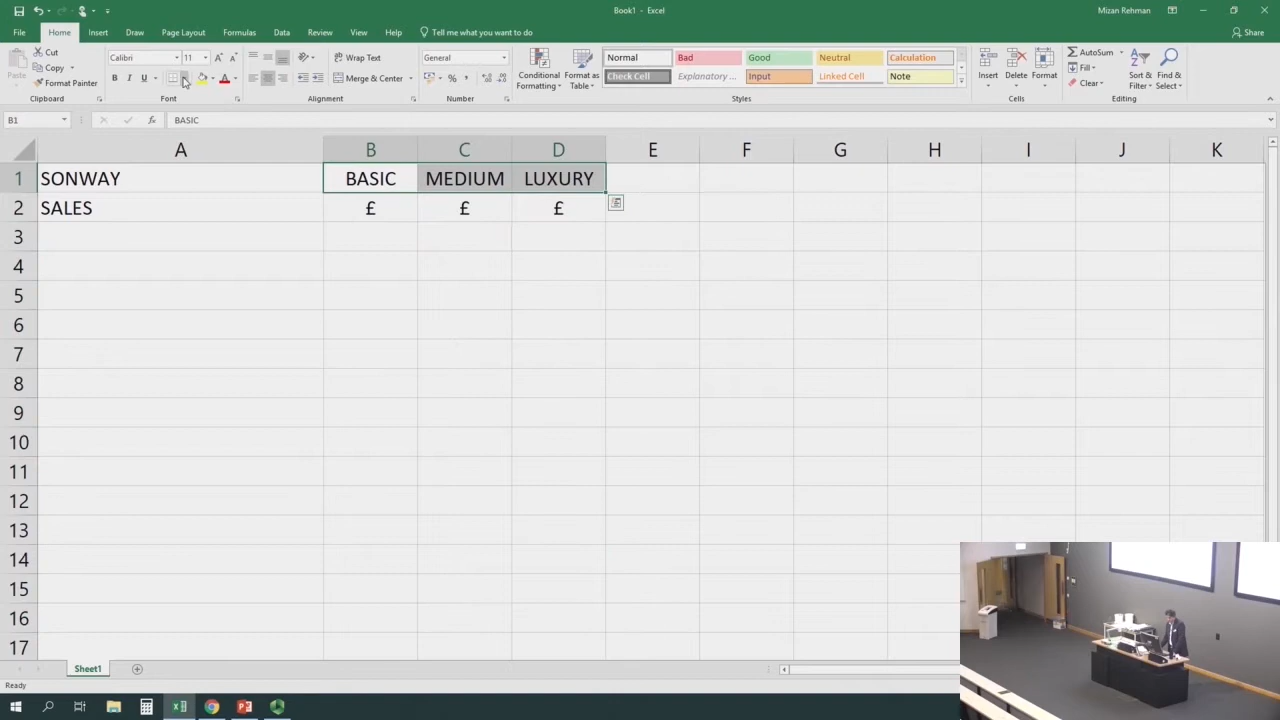 Book1 - Excel
Mizan Rehman
File Home Insert Draw Page Layout Formulas Data Review View Help Tell me what you want to do
Share
Paste
Cut
Copy
Format Painter
Clipboard
Calibri 11
B I U
Font
Wrap Text
Merge & Center
Alignment
General
%
Number
Conditional Formatting
Format as Table
Normal Bad Good Neutral Calculation
Check Cell Explanatory ... Input Linked Cell Note
Styles
Insert Delete Format
Cells
AutoSum
Fill
Clear
Sort & Filter
Find & Select
Editing
B1 fx BASIC
A B C D E F G H I J K
1 SONWAY BASIC MEDIUM LUXURY
2 SALES £ £ £
3
4
5
6
7
8
9
10
11
12
13
14
15
16
17
Sheet1
Ready